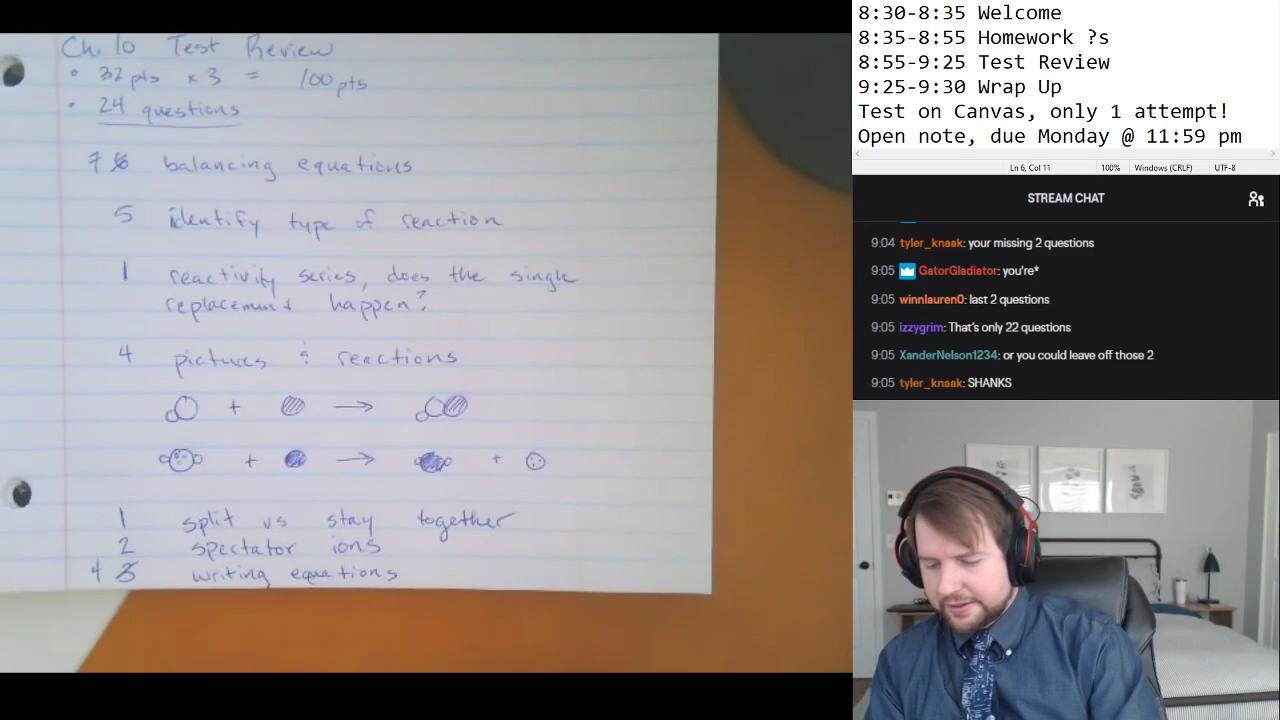 Ch. 10 Test Review
• 32 pts x 3 = 100 pts
• 24 questions
7 6 balancing equations
5 identify type of reaction
1 reactivity series, does the single
replacement happen?
4 pictures & reactions
+ →
+ → +
1 split vs stay together
2 spectator ions
4 3 writing equations
8:30-8:35 Welcome
8:35-8:55 Homework ?s
8:55-9:25 Test Review
9:25-9:30 Wrap Up
Test on Canvas, only 1 attempt!
Open note, due Monday @ 11:59 pm
Ln 6, Col 11 100% Windows (CRLF) UTF-8
STREAM CHAT
9:04 tyler_knaak: your missing 2 questions
9:05 GatorGladiator: you're*
9:05 winnlauren0: last 2 questions
9:05 izzygrim: That's only 22 questions
9:05 XanderNelson1234: or you could leave off those 2
9:05 tyler_knaak: SHANKS